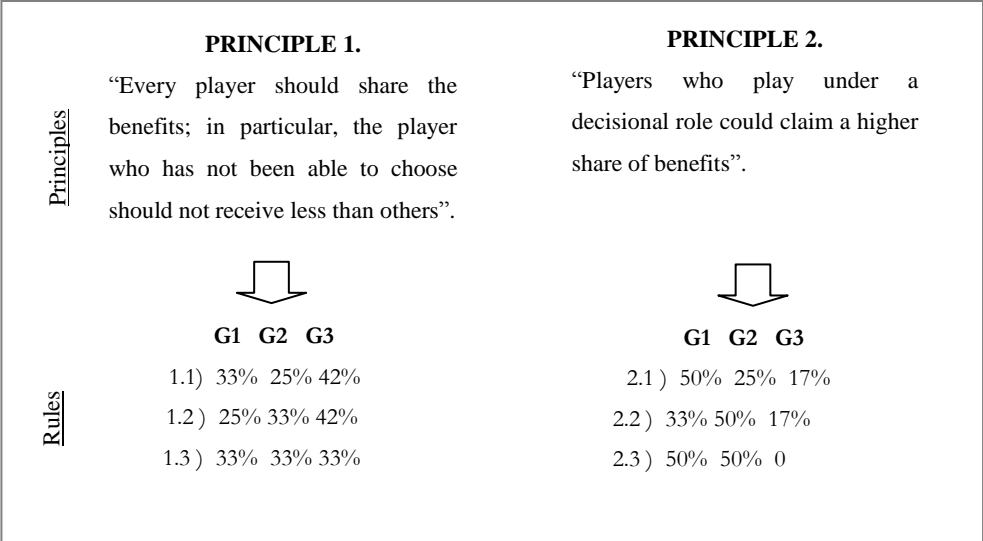 PRINCIPLE 1.
“Every player should share the
benefits; in particular, the player
who has not been able to choose
should not receive less than others”.
PRINCIPLE 2.
“Players who play under a
decisional role could claim a higher
share of benefits”.
Principles
G1 G2 G3
1.1) 33% 25% 42%
1.2 ) 25% 33% 42%
1.3 ) 33% 33% 33%
G1 G2 G3
2.1 ) 50% 25% 17%
2.2 ) 33% 50% 17%
2.3 ) 50% 50% 0
Rules